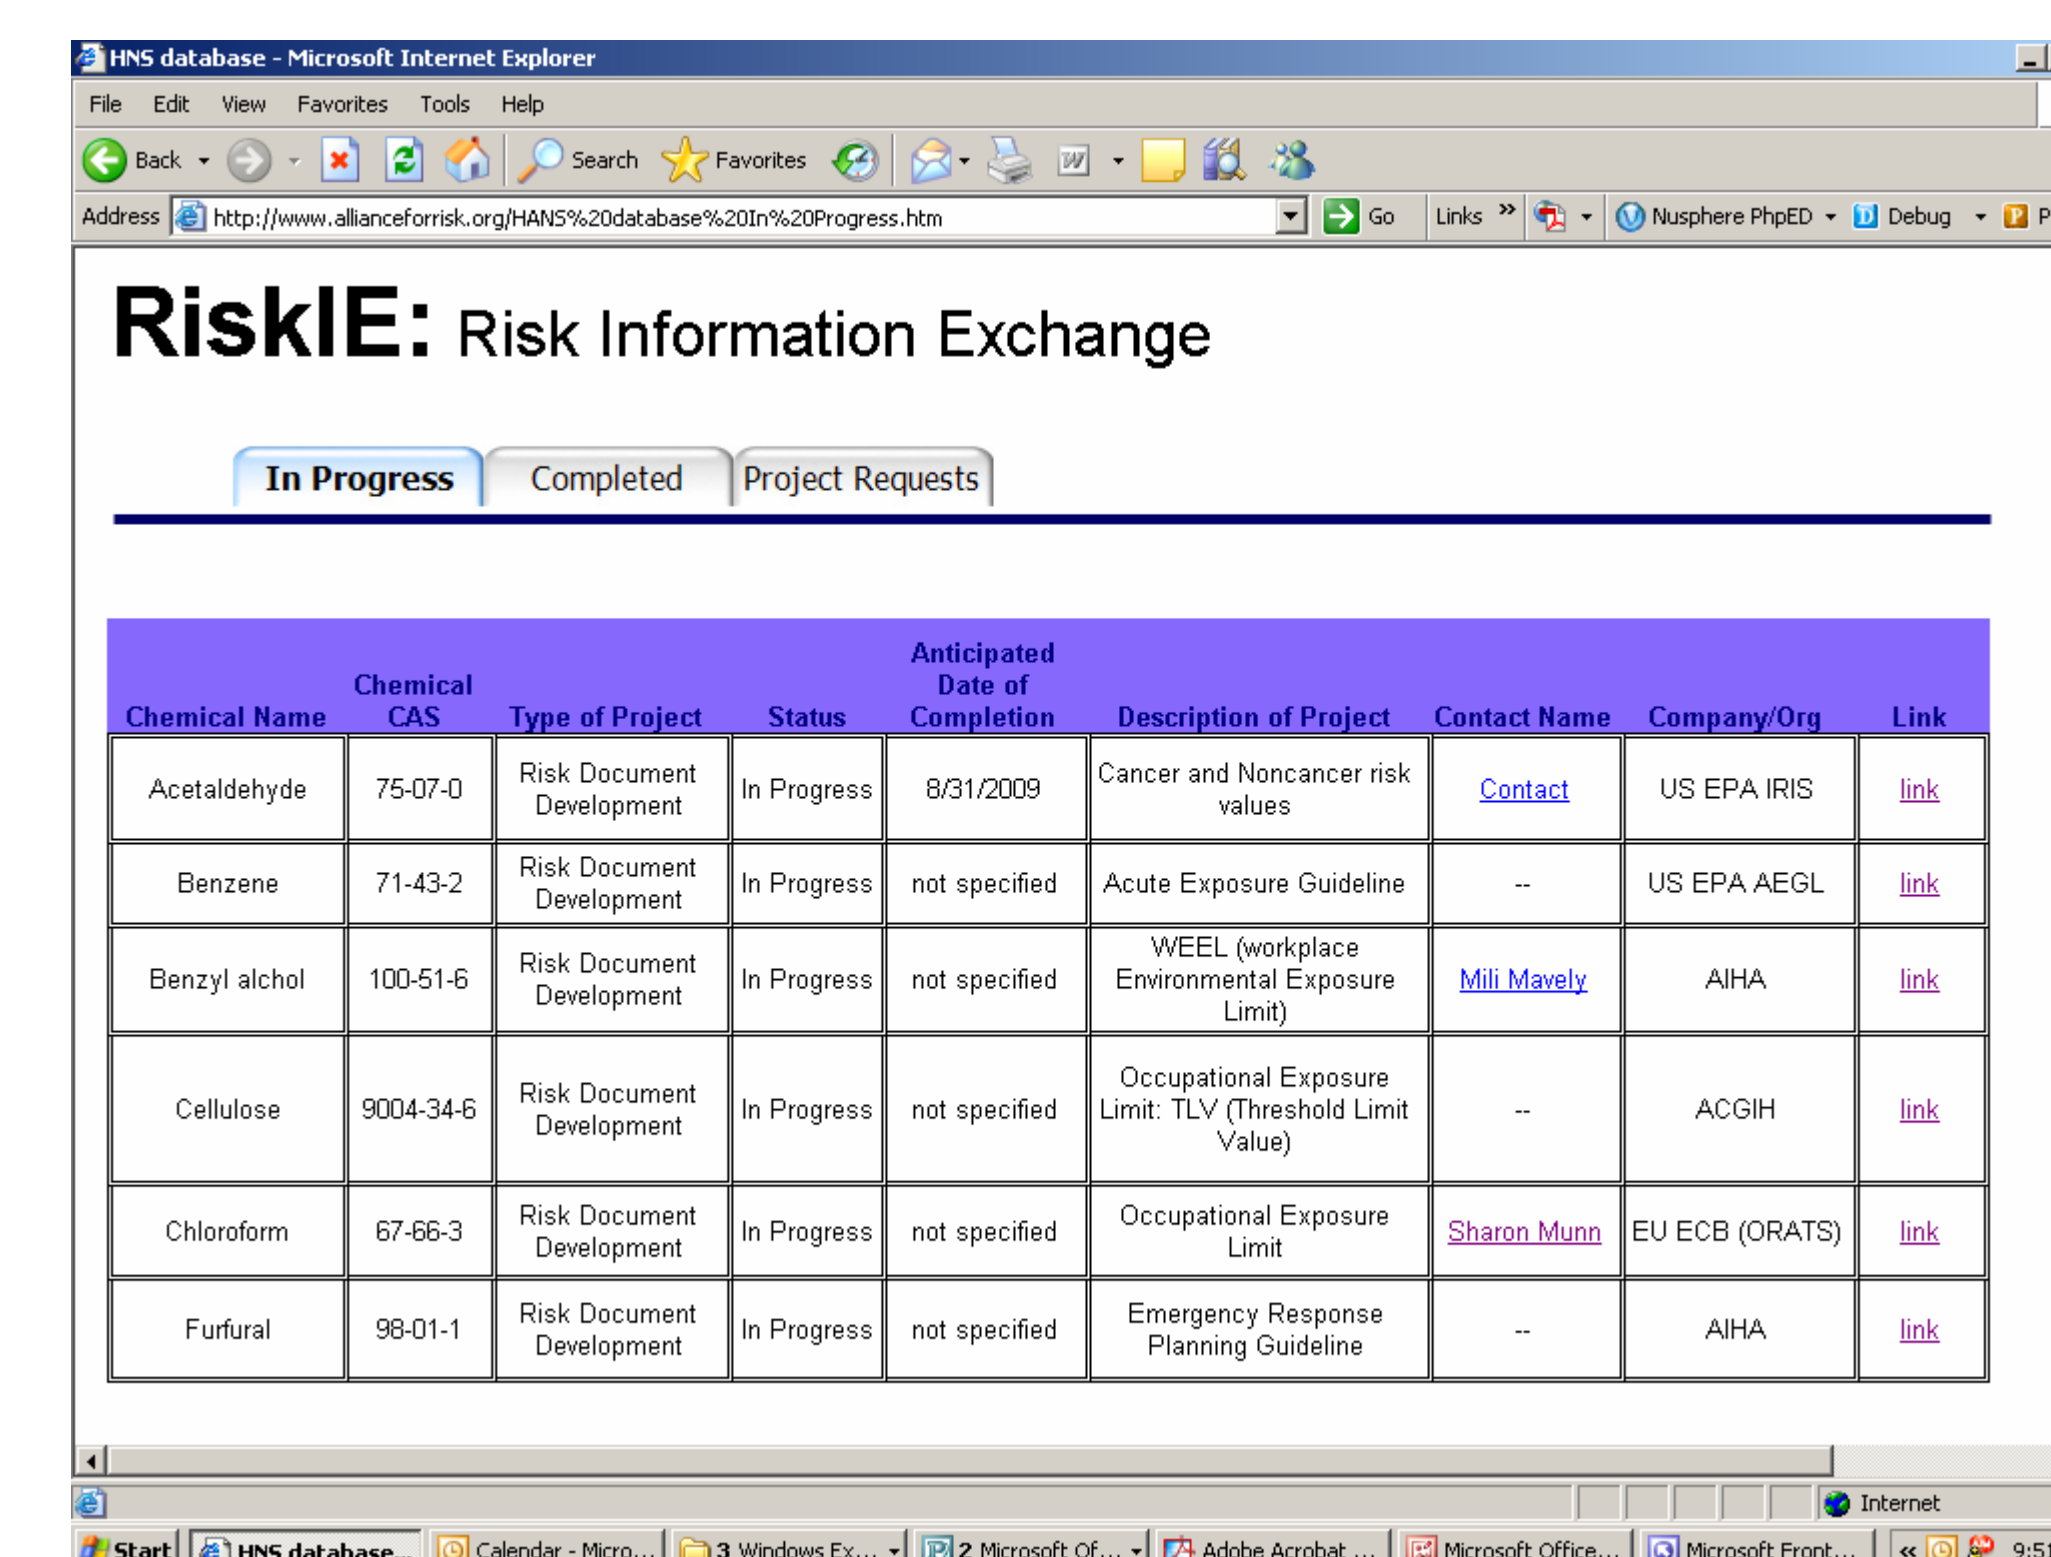 HNS database - Microsoft Internet Explorer
File Edit View Favorites Tools Help
Back Search Favorites
Address http://www.allianceforrisk.org/HANS%20database%20In%20Progress.htm Go Links » Nusphere PhpED Debug P
RiskIE: Risk Information Exchange
In Progress Completed Project Requests
Anticipated
Chemical Date of
Chemical Name CAS Type of Project Status Completion Description of Project Contact Name Company/Org Link
Acetaldehyde 75-07-0 Risk Document Development In Progress 8/31/2009 Cancer and Noncancer risk values Contact US EPA IRIS link
Benzene 71-43-2 Risk Document Development In Progress not specified Acute Exposure Guideline -- US EPA AEGL link
Benzyl alchol 100-51-6 Risk Document Development In Progress not specified WEEL (workplace Environmental Exposure Limit) Mili Mavely AIHA link
Cellulose 9004-34-6 Risk Document Development In Progress not specified Occupational Exposure Limit: TLV (Threshold Limit Value) -- ACGIH link
Chloroform 67-66-3 Risk Document Development In Progress not specified Occupational Exposure Limit Sharon Munn EU ECB (ORATS) link
Furfural 98-01-1 Risk Document Development In Progress not specified Emergency Response Planning Guideline -- AIHA link
Internet
Start HNS database... Calendar - Micro... 3 Windows Ex... 2 Microsoft Of... Adobe Acrobat ... Microsoft Office... Microsoft Front... « 9:51